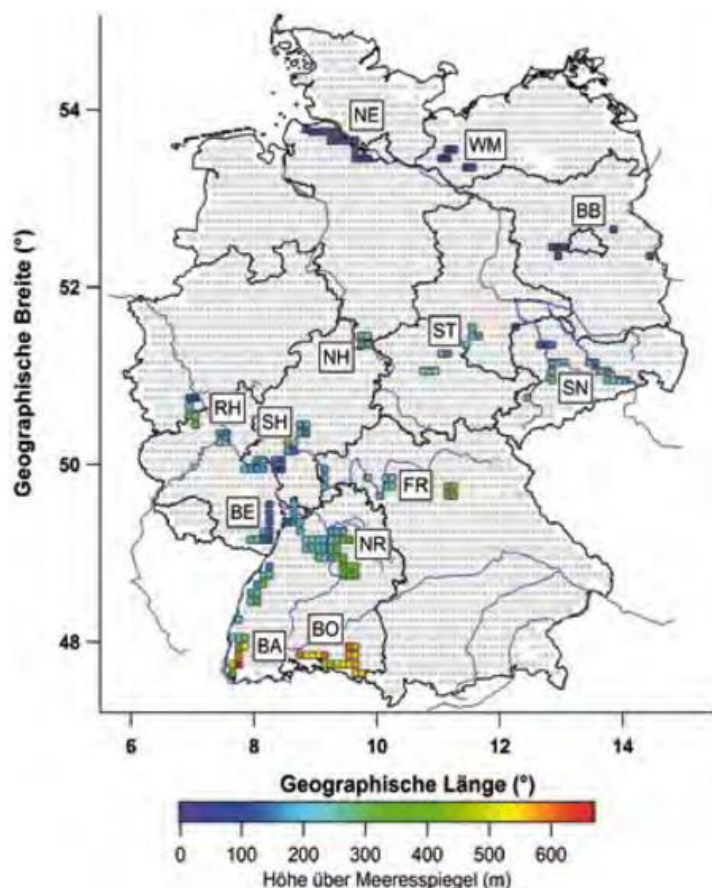 54
52
50
48
Geographische Breite (°)
NE
WM
BB
ST
NH
SN
RH
SH
FR
BE
NR
BO
BA
6 8 10 12 14
Geographische Länge (°)
0 100 200 300 400 500 600
Höhe über Meeresspiegel (m)